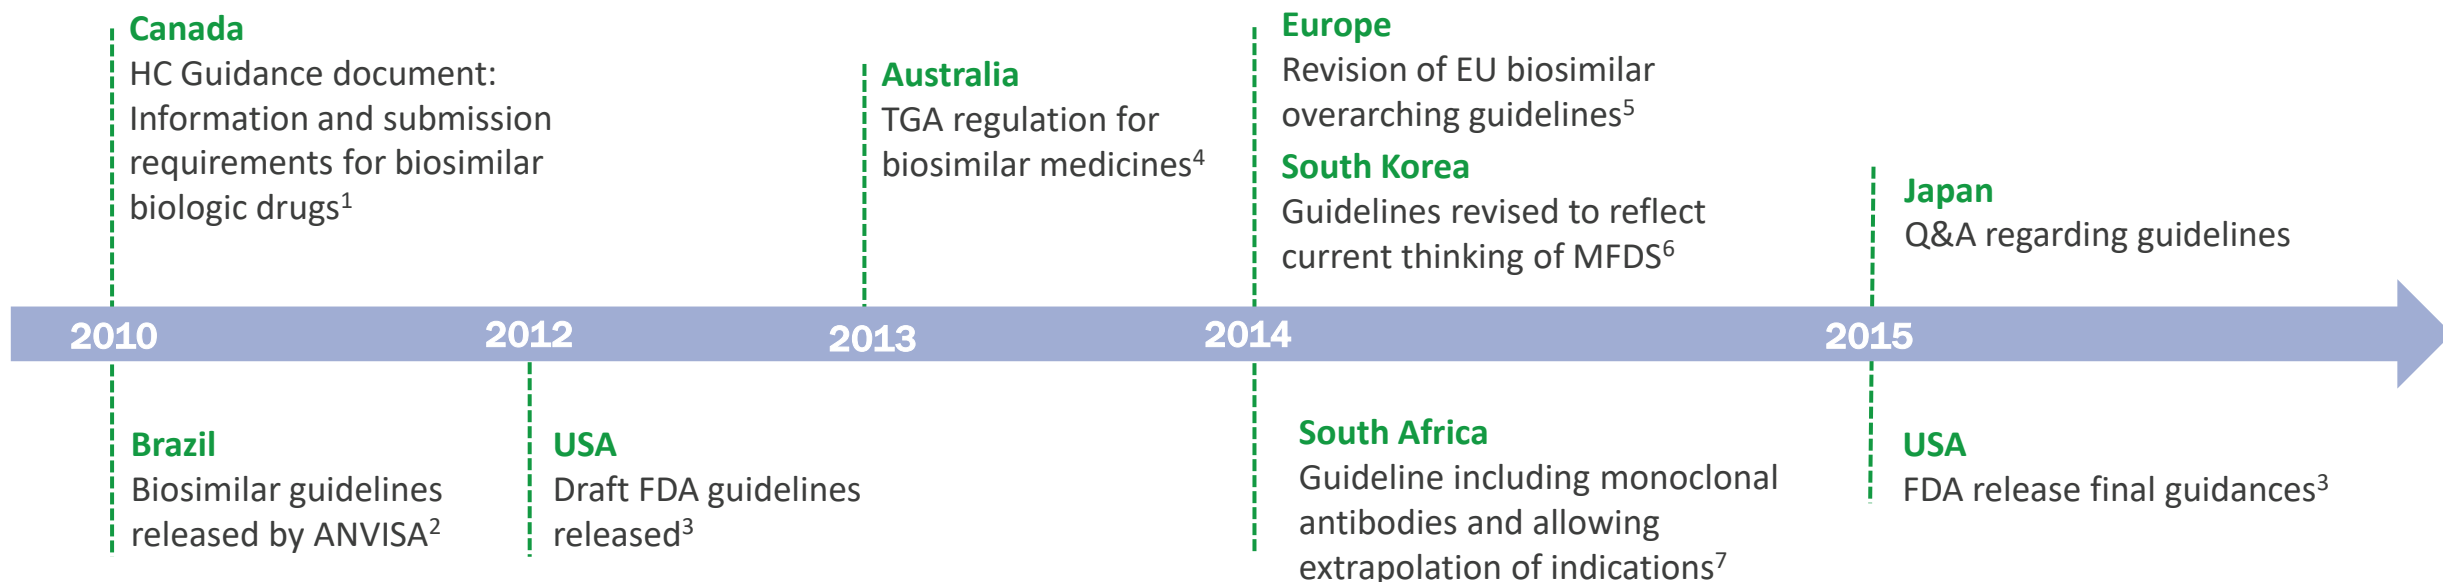 Canada
HC Guidance document:
Information and submission
requirements for biosimilar
biologic drugs1
Australia
TGA regulation for
biosimilar medicines4
Europe
Revision of EU biosimilar
overarching guidelines5
South Korea
Guidelines revised to reflect
current thinking of MFDS6
Japan
Q&A regarding guidelines
2010
2012
2013
2014
2015
Brazil
Biosimilar guidelines
released by ANVISA2
USA
Draft FDA guidelines
released3
South Africa
Guideline including monoclonal
antibodies and allowing
extrapolation of indications7
USA
FDA release final guidances3